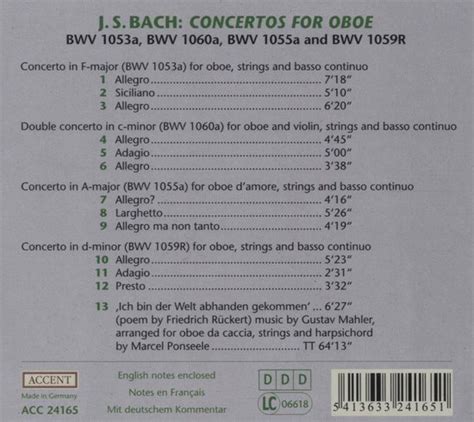 J. S. BACH: CONCERTOS FOR OBOE
BWV 1053a, BWV 1060a, BWV 1055a and BWV 1059R
Concerto in F-major (BWV 1053a) for oboe, strings and basso continuo
1 Allegro 7’18”
2 Siciliano 5’10”
3 Allegro 6’20”
Double concerto in c-minor (BWV 1060a) for oboe and violin, strings and basso continuo
4 Allegro 4’45”
5 Adagio 5’00”
6 Allegro 3’38”
Concerto in A-major (BWV 1055a) for oboe d’amore, strings and basso continuo
7 Allegro? 4’16”
8 Larghetto 5’26”
9 Allegro ma non tanto 4’19”
Concerto in d-minor (BWV 1059R) for oboe, strings and basso continuo
10 Allegro 5’23”
11 Adagio 2’31”
12 Presto 3’32”
13 ‚Ich bin der Welt abhanden gekommen‘ ... 6’27”
(poem by Friedrich Rückert) music by Gustav Mahler,
arranged for oboe da caccia, strings and harpsichord
by Marcel Ponseele TT 64’13”
ACCENT
Made in Germany
ACC 24165
English notes enclosed
Notes en Français
Mit deutschem Kommentar
D D D
LC 06618
5 413633 241651